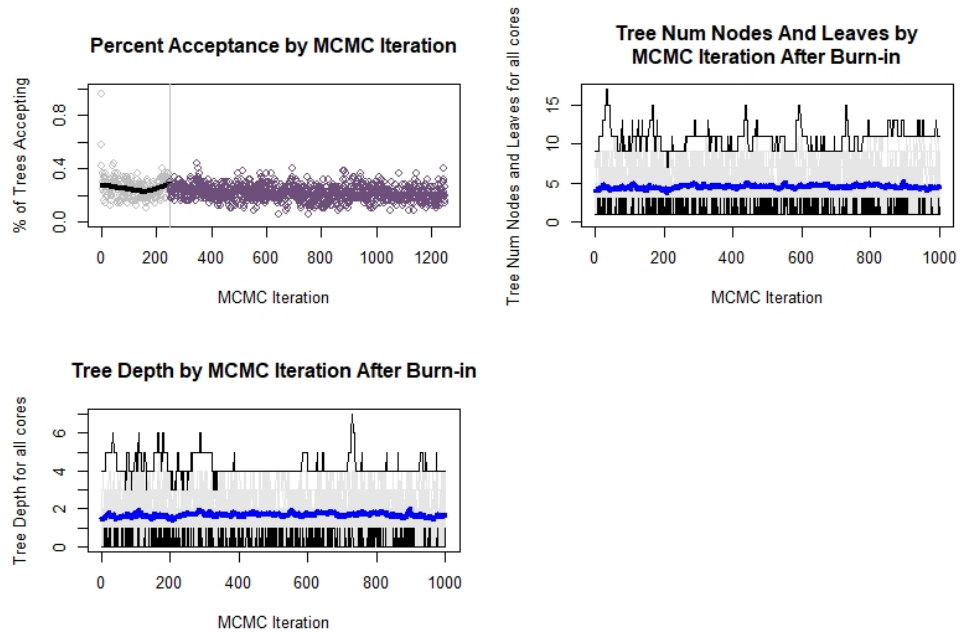 Percent Acceptance by MCMC Iteration
% of Trees Accepting
0.0 0.4 0.8
0 200 400 600 800 1000 1200
MCMC Iteration
Tree Num Nodes And Leaves by
MCMC Iteration After Burn-in
Tree Num Nodes and Leaves for all cores
0 5 10 15
0 200 400 600 800 1000
MCMC Iteration
Tree Depth by MCMC Iteration After Burn-in
Tree Depth for all cores
0 2 4 6
0 200 400 600 800 1000
MCMC Iteration